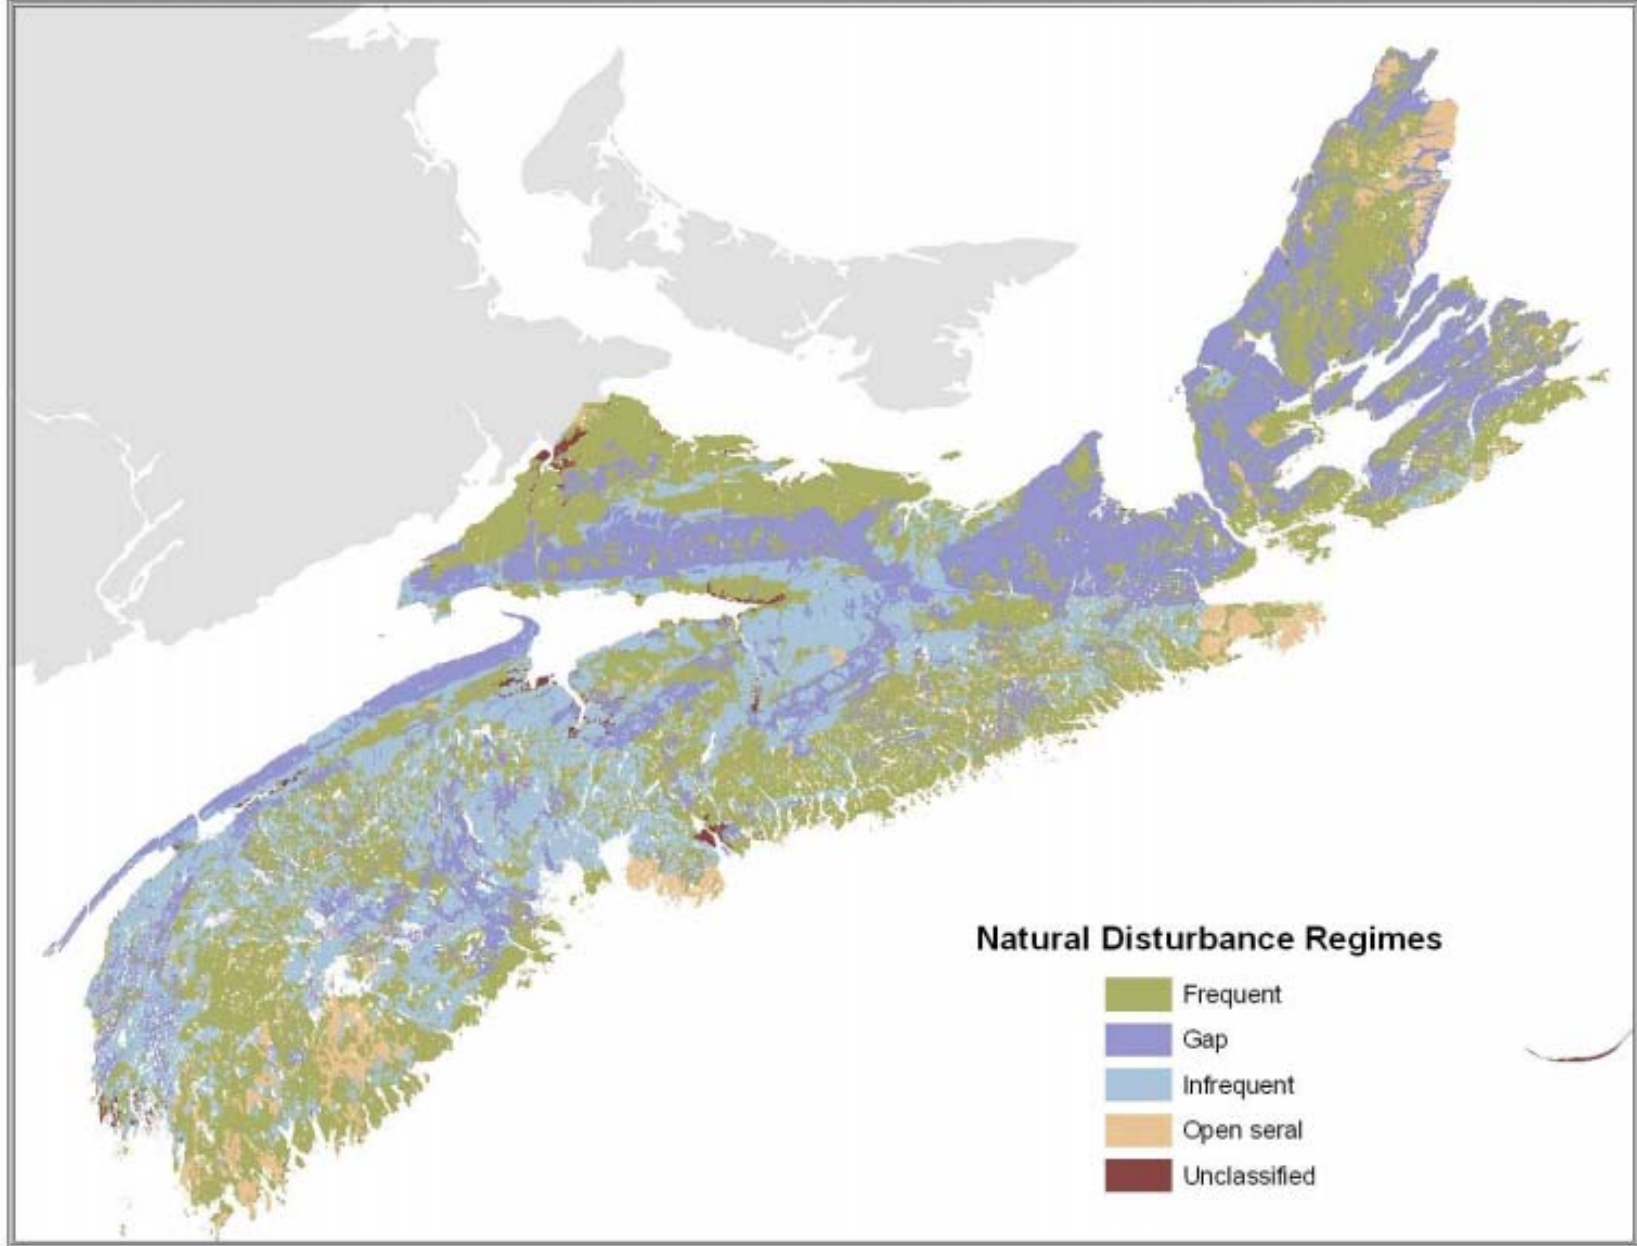 Natural Disturbance Regimes
Frequent
Gap
Infrequent
Open seral
Unclassified